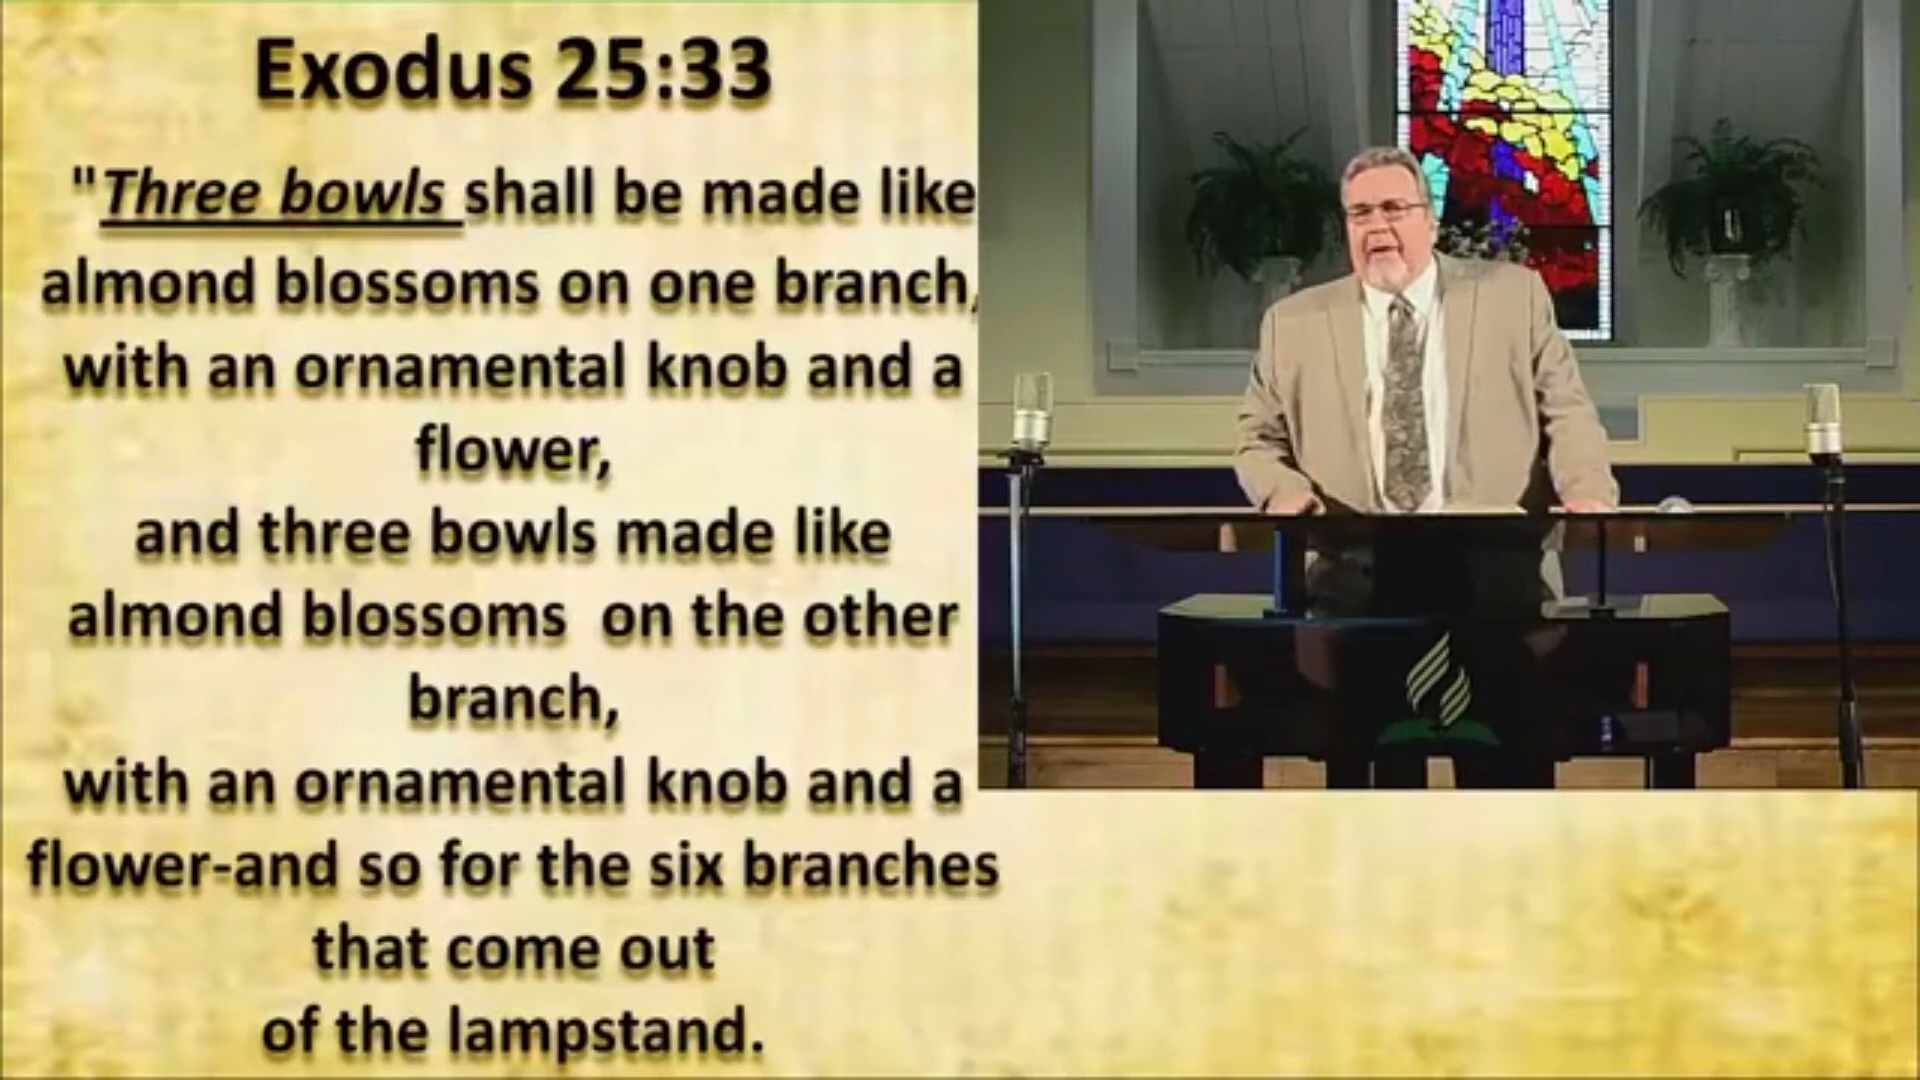 Exodus 25:33
"Three bowls shall be made like
almond blossoms on one branch,
with an ornamental knob and a
flower,
and three bowls made like
almond blossoms on the other
branch,
with an ornamental knob and a
flower-and so for the six branches
that come out
of the lampstand.